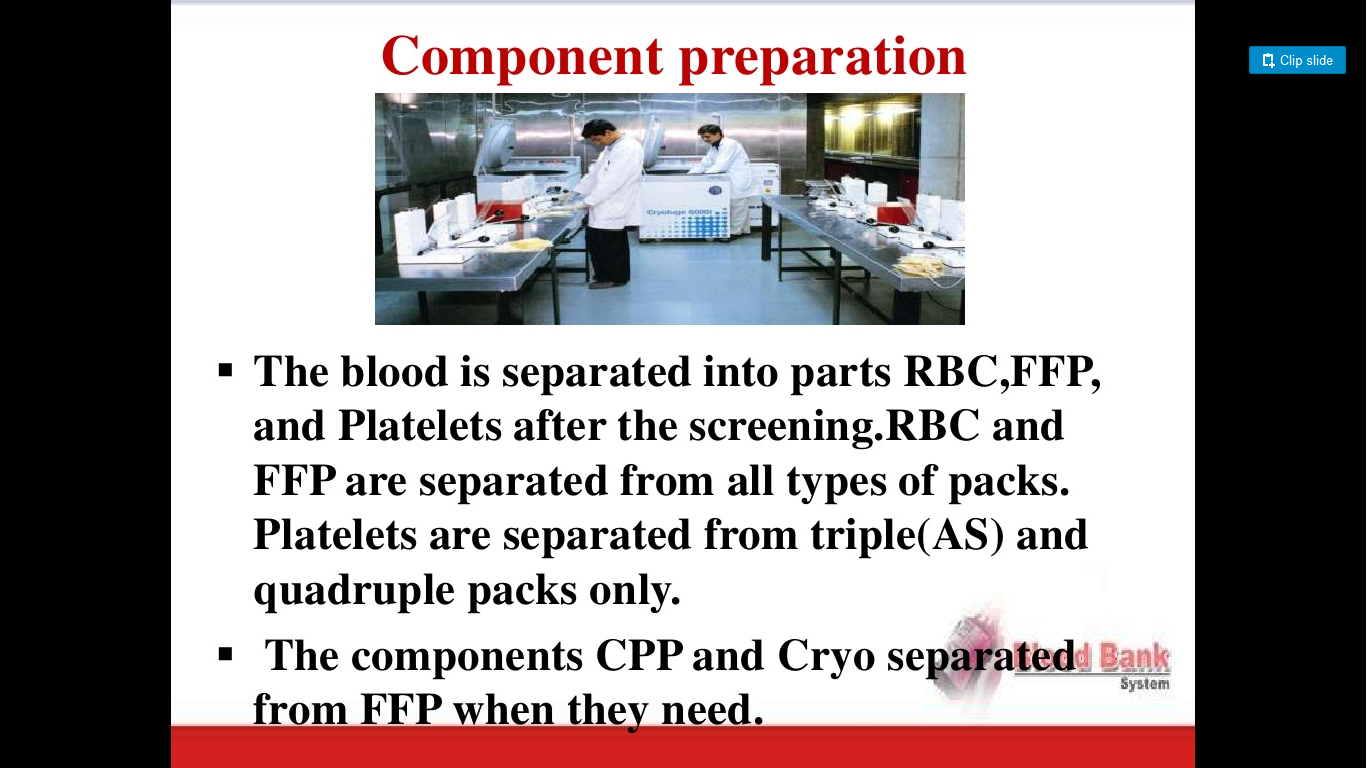 Component preparation
Clip slide
Cryofuge 6000i
▪ The blood is separated into parts RBC,FFP,
and Platelets after the screening.RBC and
FFP are separated from all types of packs.
Platelets are separated from triple(AS) and
quadruple packs only.
▪ The components CPP and Cryo separated
from FFP when they need.
Blood Bank
System